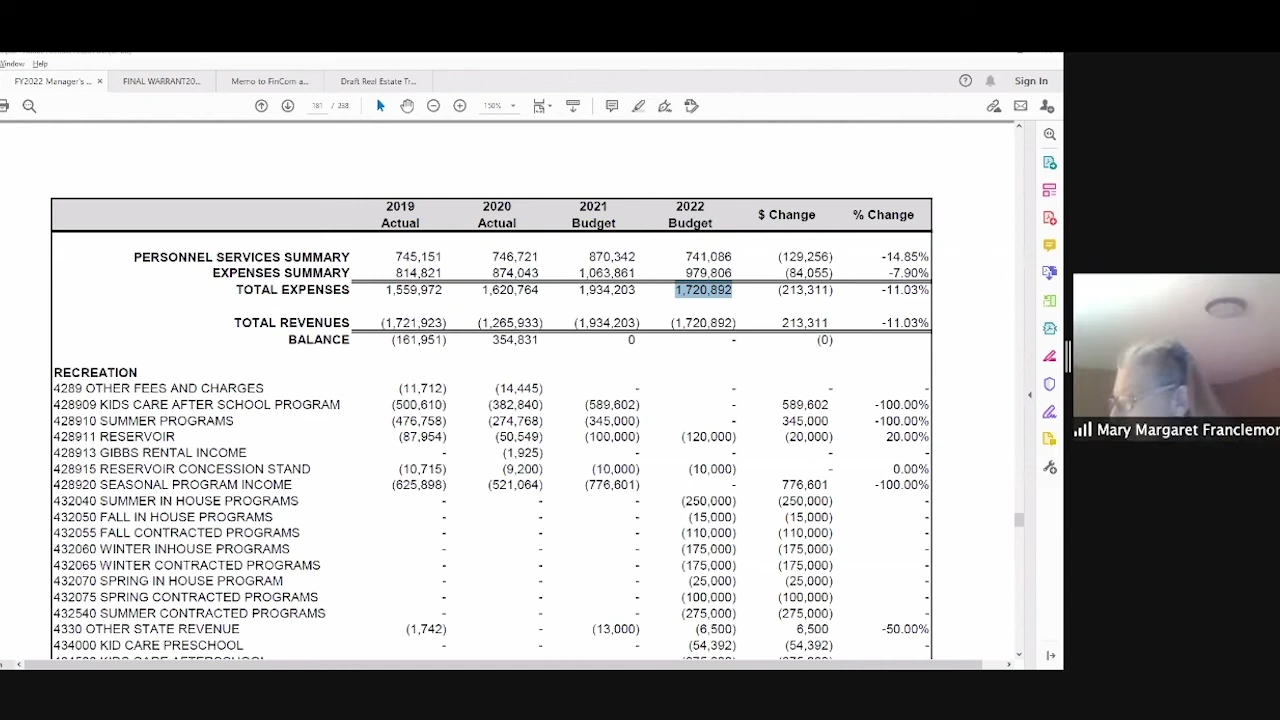 Window Help
FY2022 Manager's ... × FINAL WARRANT20... Memo to FinCom a... Draft Real Estate Tr... Sign In
181 / 238 150%
2019 2020 2021 2022
Actual Actual Budget Budget $ Change % Change
PERSONNEL SERVICES SUMMARY 745,151 746,721 870,342 741,086 (129,256) -14.85%
EXPENSES SUMMARY 814,821 874,043 1,063,861 979,806 (84,055) -7.90%
TOTAL EXPENSES 1,559,972 1,620,764 1,934,203 1,720,892 (213,311) -11.03%
TOTAL REVENUES (1,721,923) (1,265,933) (1,934,203) (1,720,892) 213,311 -11.03%
BALANCE (161,951) 354,831 0 - (0)
RECREATION
4289 OTHER FEES AND CHARGES (11,712) (14,445) - - - -
428909 KIDS CARE AFTER SCHOOL PROGRAM (500,610) (382,840) (589,602) - 589,602 -100.00%
428910 SUMMER PROGRAMS (476,758) (274,768) (345,000) - 345,000 -100.00%
428911 RESERVOIR (87,954) (50,549) (100,000) (120,000) (20,000) 20.00%
428913 GIBBS RENTAL INCOME - (1,925) - - - -
428915 RESERVOIR CONCESSION STAND (10,715) (9,200) (10,000) (10,000) - 0.00%
428920 SEASONAL PROGRAM INCOME (625,898) (521,064) (776,601) - 776,601 -100.00%
432040 SUMMER IN HOUSE PROGRAMS - - - (250,000) (250,000) -
432050 FALL IN HOUSE PROGRAMS - - - (15,000) (15,000) -
432055 FALL CONTRACTED PROGRAMS - - - (110,000) (110,000) -
432060 WINTER INHOUSE PROGRAMS - - - (175,000) (175,000) -
432065 WINTER CONTRACTED PROGRAMS - - - (175,000) (175,000) -
432070 SPRING IN HOUSE PROGRAM - - - (25,000) (25,000) -
432075 SPRING CONTRACTED PROGRAMS - - - (100,000) (100,000) -
432540 SUMMER CONTRACTED PROGRAMS - - - (275,000) (275,000) -
4330 OTHER STATE REVENUE (1,742) - (13,000) (6,500) 6,500 -50.00%
434000 KID CARE PRESCHOOL - - - (54,392) (54,392) -
Mary Margaret Franclemon